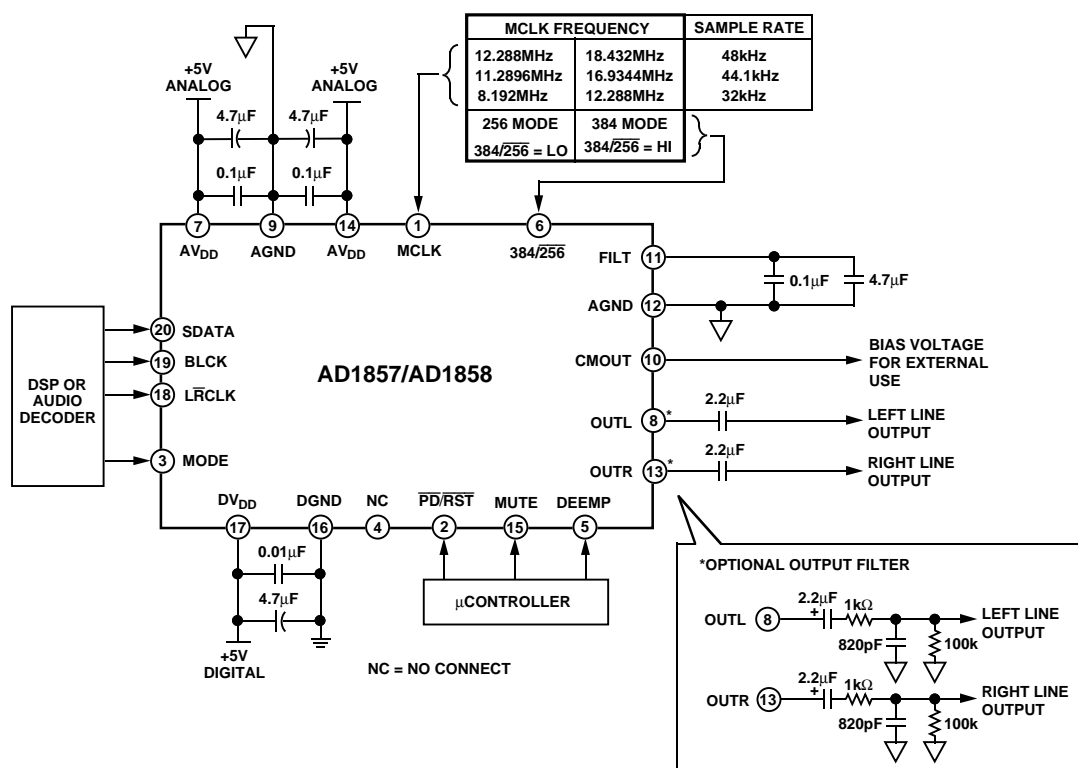 MCLK FREQUENCY SAMPLE RATE
12.288MHz 18.432MHz 48kHz
11.2896MHz 16.9344MHz 44.1kHz
8.192MHz 12.288MHz 32kHz
256 MODE 384 MODE
384/256 = LO 384/256 = HI
+5V
ANALOG
+5V
ANALOG
4.7μF 4.7μF
0.1μF 0.1μF
7 9 14 1 6
AVDD AGND AVDD MCLK 384/256
DSP OR
AUDIO
DECODER
20 SDATA
19 BLCK
18 LRCLK
3 MODE
AD1857/AD1858
FILT 11
0.1μF 4.7μF
AGND 12
CMOUT 10
BIAS VOLTAGE
FOR EXTERNAL
USE
OUTL 8 *
2.2μF
LEFT LINE
OUTPUT
OUTR 13 *
2.2μF
RIGHT LINE
OUTPUT
DVDD DGND NC PD/RST MUTE DEEMP
17 16 4 2 15 5
0.01μF
4.7μF
+5V
DIGITAL
μCONTROLLER
NC = NO CONNECT
*OPTIONAL OUTPUT FILTER
OUTL 8
2.2μF
+
1kΩ
820pF
100k
LEFT LINE
OUTPUT
OUTR 13
2.2μF
+
1kΩ
820pF
100k
RIGHT LINE
OUTPUT